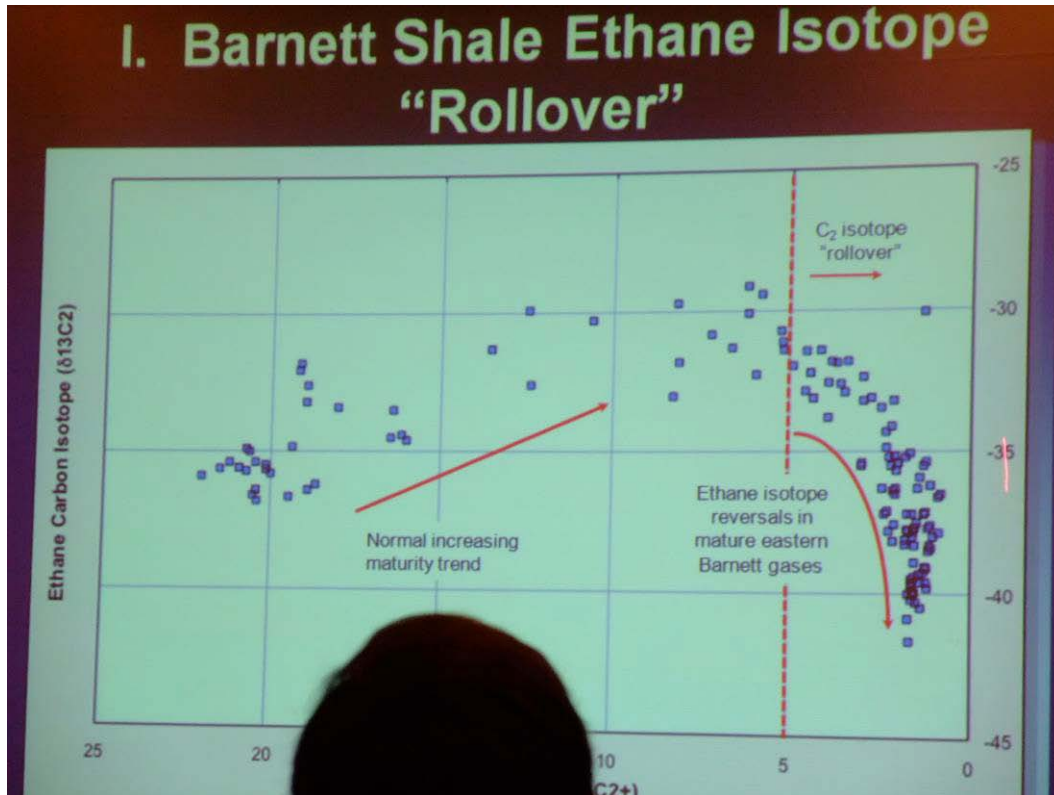 I. Barnett Shale Ethane Isotope
“Rollover”
-25
C₂ isotope
“rollover”
-30
Ethane Carbon Isotope (δ13C2)
-35
Ethane isotope
reversals in
mature eastern
Barnett gases
Normal increasing
maturity trend
-40
-45
25
20
10
5
0
C2+)